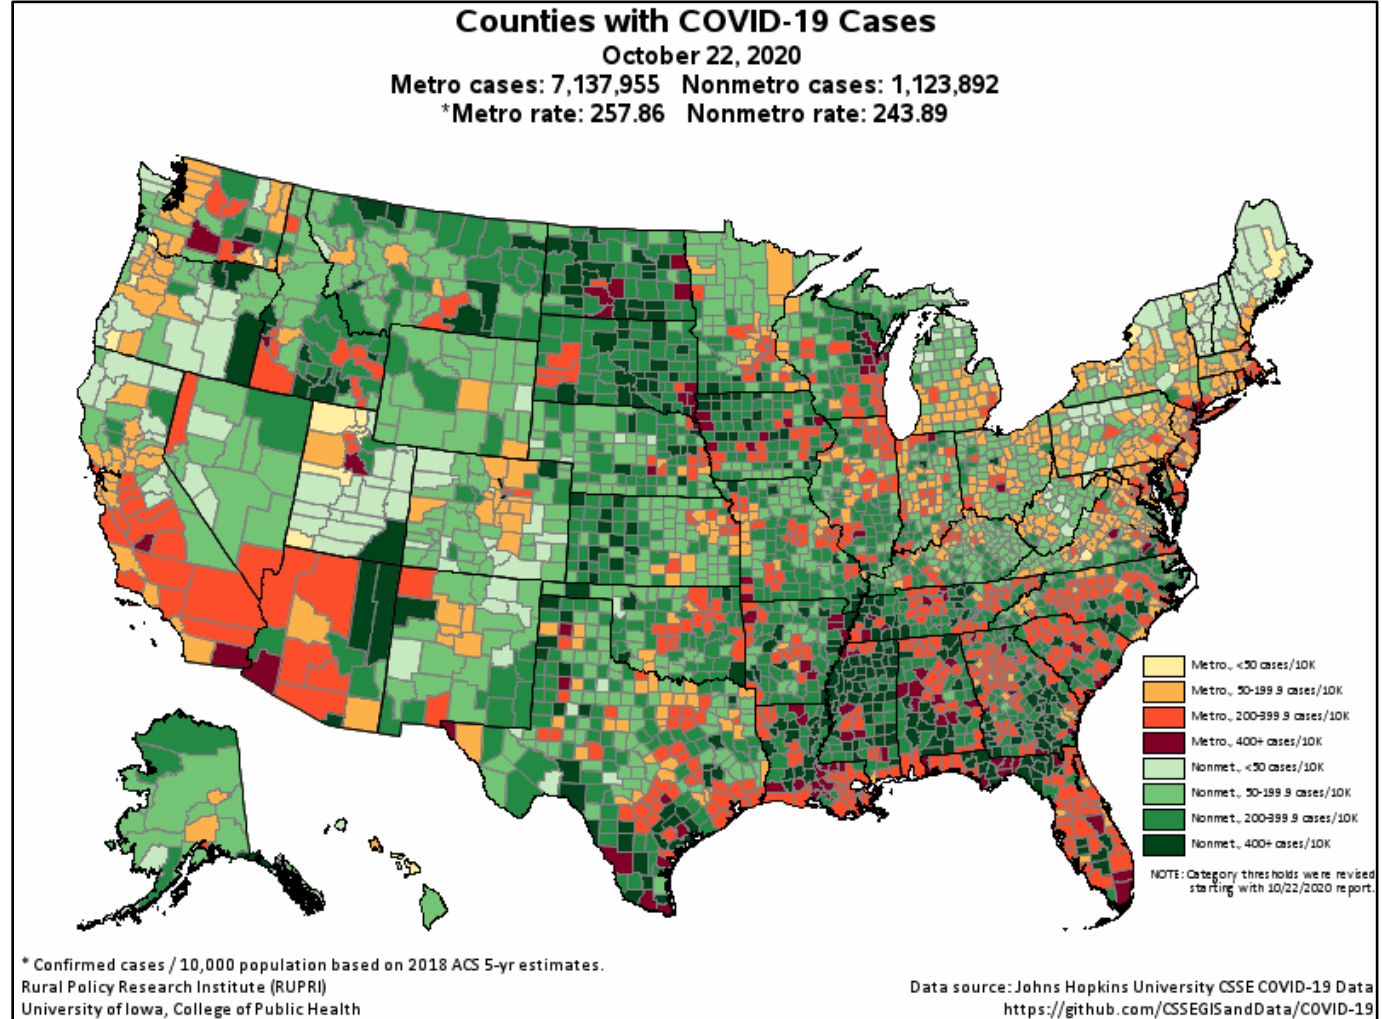 Counties with COVID-19 Cases
October 22, 2020
Metro cases: 7,137,955 Nonmetro cases: 1,123,892
*Metro rate: 257.86 Nonmetro rate: 243.89
Metro., <50 cases/10K
Metro., 50-199.9 cases/10K
Metro., 200-399.9 cases/10K
Metro., 400+ cases/10K
Nonmet., <50 cases/10K
Nonmet., 50-199.9 cases/10K
Nonmet., 200-399.9 cases/10K
Nonmet., 400+ cases/10K
NOTE: Category thresholds were revised
starting with 10/22/2020 report.
* Confirmed cases / 10,000 population based on 2018 ACS 5-yr estimates.
Rural Policy Research Institute (RUPRI)
University of Iowa, College of Public Health
Data source: Johns Hopkins University CSSE COVID-19 Data
https://github.com/CSSEGISandData/COVID-19